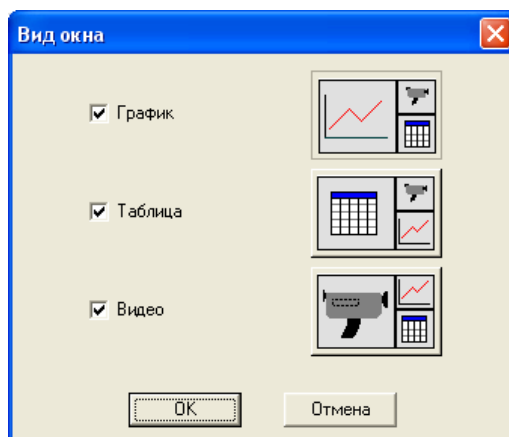 Вид окна
График
Таблица
Видео
OK
Отмена